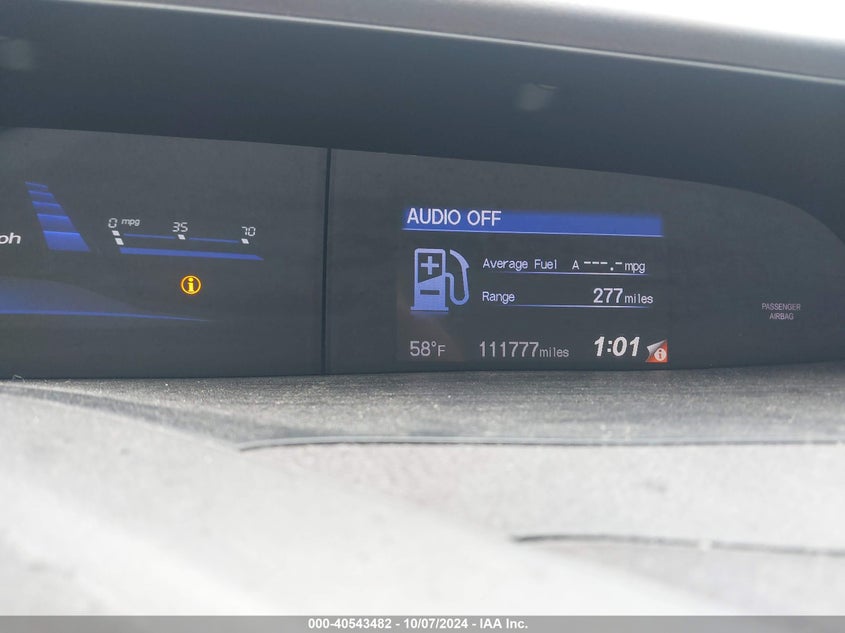 ph
0 mpg 35 70
AUDIO OFF
Average Fuel A ---.- mpg
Range 277 miles
58°F 111777 miles 1:01
PASSENGER
AIRBAG
000-40543482 - 10/07/2024 - IAA Inc.